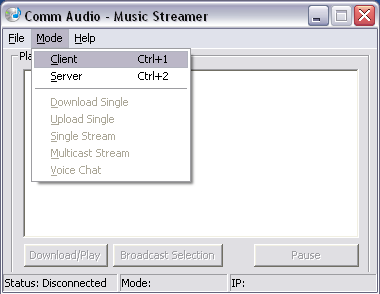 Comm Audio - Music Streamer
File Mode Help
Pla
Client Ctrl+1
Server Ctrl+2
Download Single
Upload Single
Single Stream
Multicast Stream
Voice Chat
Download/Play Broadcast Selection Pause
Status: Disconnected Mode: IP: